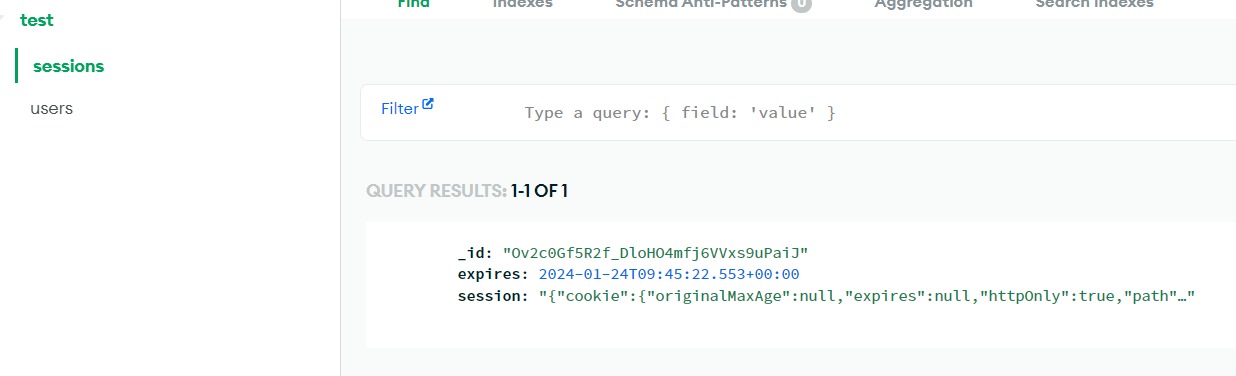 test
sessions
users
Find Indexes Schema Anti-Patterns 0 Aggregation Search Indexes
Filter Type a query: { field: 'value' }
QUERY RESULTS: 1-1 OF 1
_id: "Ov2c0Gf5R2f_DloHO4mfj6VVxs9uPaiJ"
expires: 2024-01-24T09:45:22.553+00:00
session: "{"cookie":{"originalMaxAge":null,"expires":null,"httpOnly":true,"path"…"